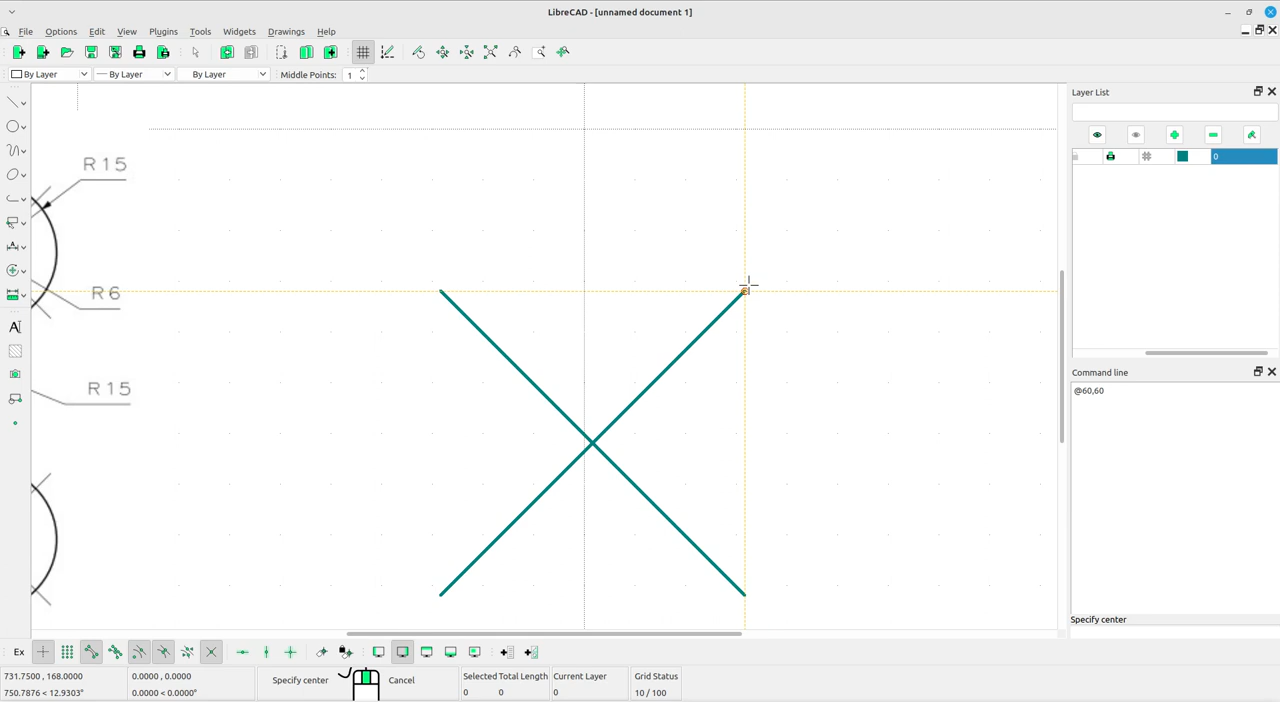 LibreCAD - [unnamed document 1]
File Options Edit View Plugins Tools Widgets Drawings Help
By Layer By Layer By Layer Middle Points: 1
Layer List
R15
0
R6
Command line
@60,60
R15
Specify center
Ex
731.7500 , 168.0000
750.7876 < 12.9303°
0.0000 , 0.0000
0.0000 < 0.0000°
Specify center
Cancel
Selected Total Length
0 0
Current Layer
0
Grid Status
10 / 100